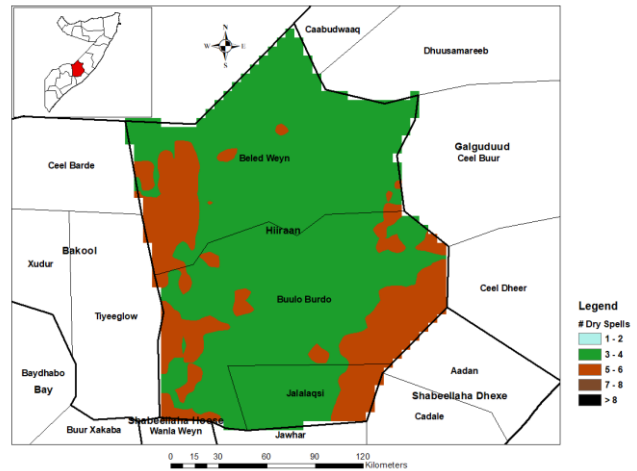 N
W E
S
Caabudwaaq
Dhuusamareeb
Galguduud
Ceel Buur
Ceel Barde
Beled Weyn
Hiiraan
Bakool
Xudur
Tiyeeglow
Buulo Burdo
Ceel Dheer
Baydhabo
Bay
Jalalaqsi
Aadan
Shabeellaha Dhexe
Cadale
Shabeellaha Hoose
Buur Xakaba
Wanla Weyn
Jawhar
Legend
# Dry Spells
1 - 2
3 - 4
5 - 6
7 - 8
> 8
0 15 30 60 90 120
Kilometers